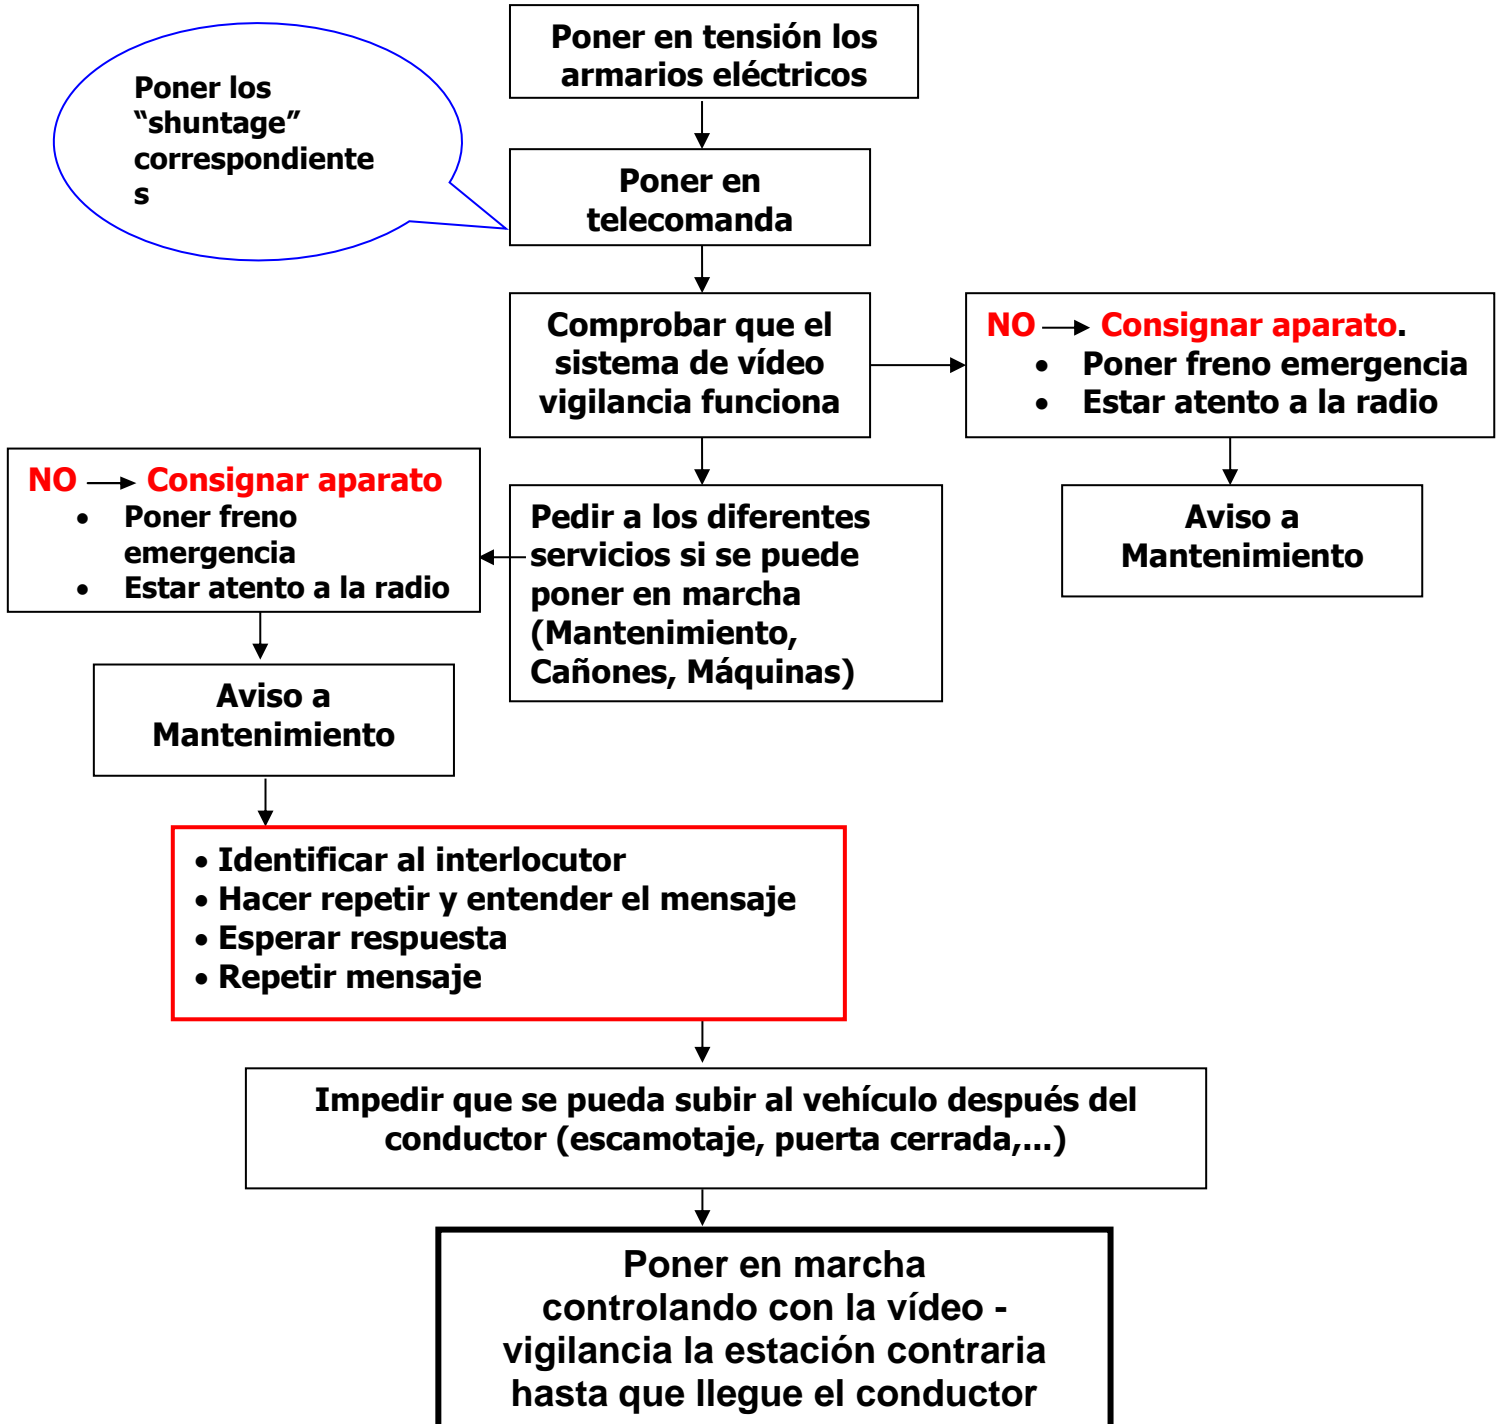 Poner en tensión los
armarios eléctricos
Poner los
“shuntage”
correspondiente
s
Poner en
telecomanda
Comprobar que el
sistema de vídeo
vigilancia funciona
NO Consignar aparato.
• Poner freno emergencia
• Estar atento a la radio
NO Consignar aparato
• Poner freno
emergencia
• Estar atento a la radio
Pedir a los diferentes
servicios si se puede
poner en marcha
(Mantenimiento,
Cañones, Máquinas)
Aviso a
Mantenimiento
Aviso a
Mantenimiento
• Identificar al interlocutor
• Hacer repetir y entender el mensaje
• Esperar respuesta
• Repetir mensaje
Impedir que se pueda subir al vehículo después del
conductor (escamotaje, puerta cerrada,...)
Poner en marcha
controlando con la vídeo -
vigilancia la estación contraria
hasta que llegue el conductor